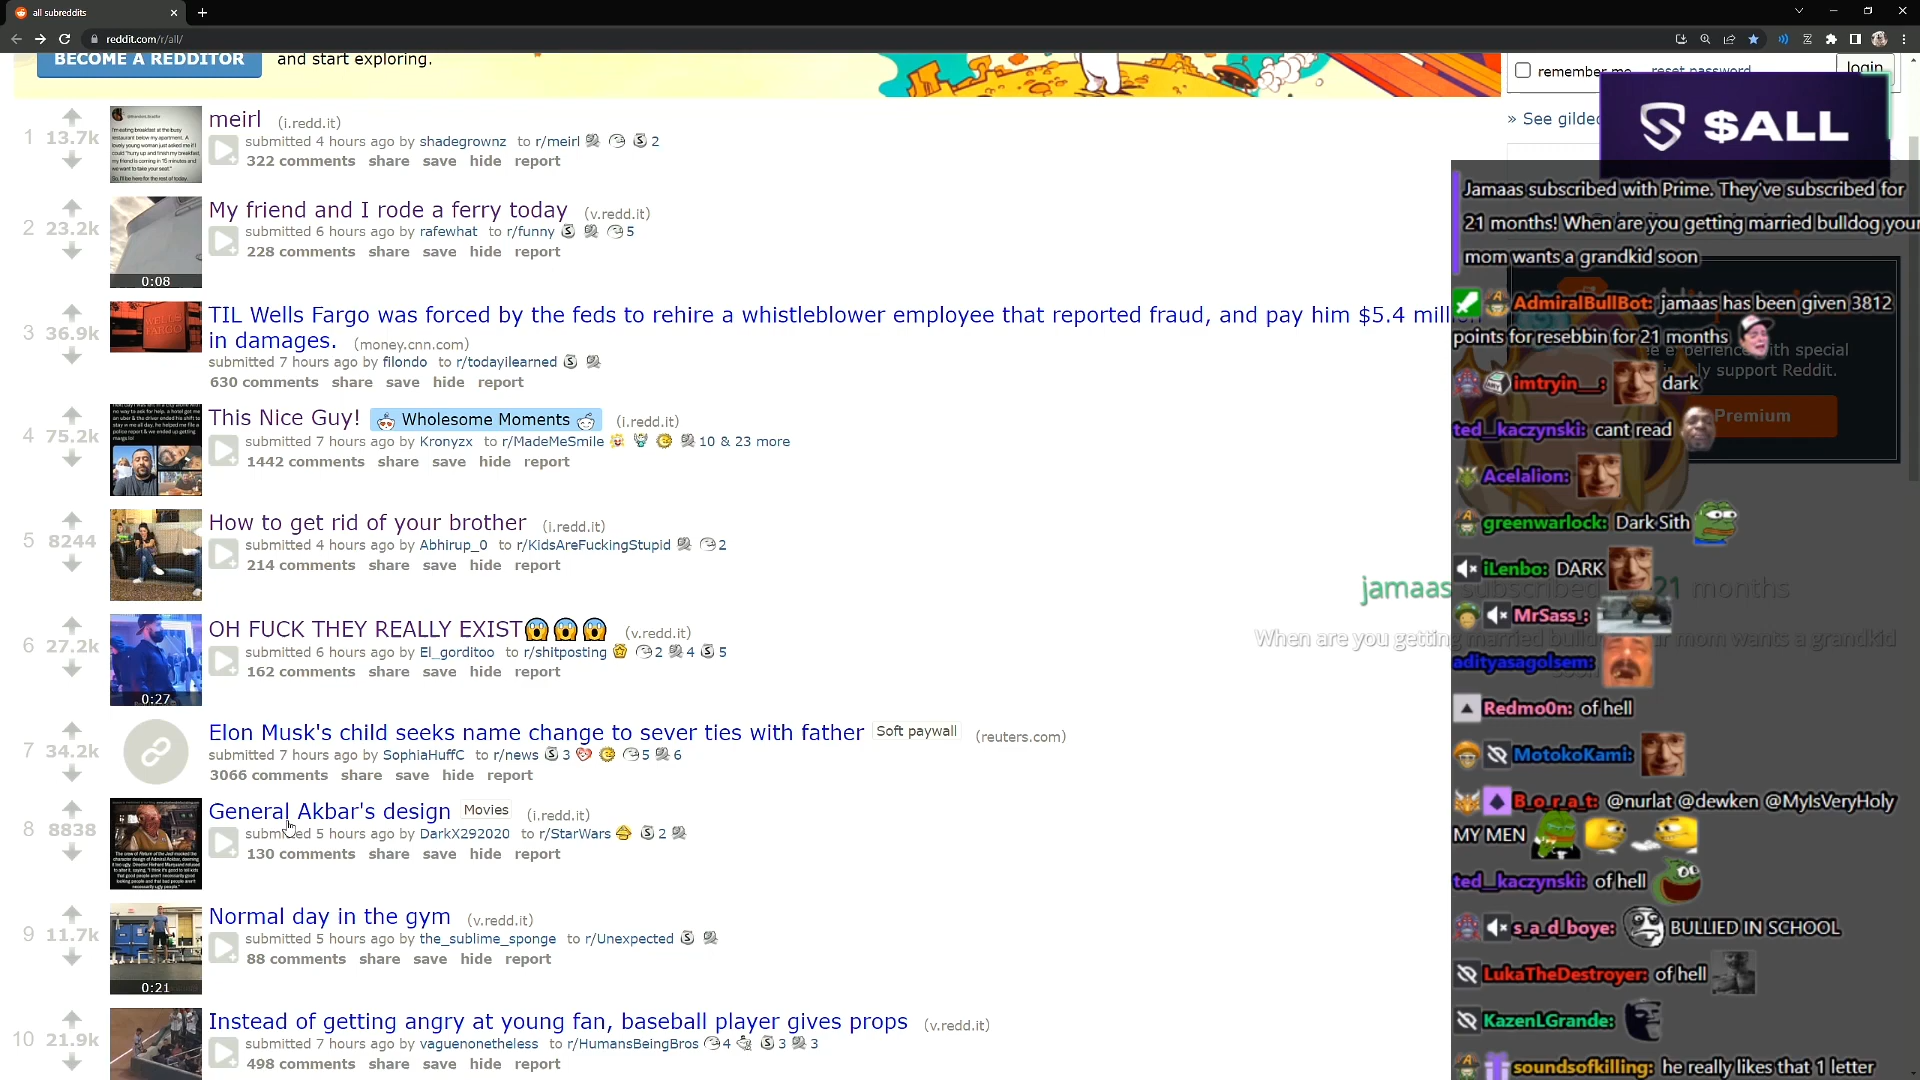 all subreddits
reddit.com/r/all/
BECOME A REDDITOR and start exploring.
remember me reset password login
» See gilded
$ALL
1 13.7k
meirl (i.redd.it)
submitted 4 hours ago by shadegrownz to r/meirl 2
322 comments share save hide report
2 23.2k
0:08
My friend and I rode a ferry today (v.redd.it)
submitted 6 hours ago by rafewhat to r/funny 5
228 comments share save hide report
3 36.9k
WELLS FARGO
TIL Wells Fargo was forced by the feds to rehire a whistleblower employee that reported fraud, and pay him $5.4 million
in damages. (money.cnn.com)
submitted 7 hours ago by filondo to r/todayilearned
630 comments share save hide report
4 75.2k
This Nice Guy! Wholesome Moments (i.redd.it)
submitted 7 hours ago by Kronyzx to r/MadeMeSmile 10 & 23 more
1442 comments share save hide report
5 8244
How to get rid of your brother (i.redd.it)
submitted 4 hours ago by Abhirup_0 to r/KidsAreFuckingStupid 2
214 comments share save hide report
6 27.2k
0:27
OH FUCK THEY REALLY EXIST😱😱😱 (v.redd.it)
submitted 6 hours ago by El_gorditoo to r/shitposting 2 4 5
162 comments share save hide report
7 34.2k
Elon Musk's child seeks name change to sever ties with father Soft paywall (reuters.com)
submitted 7 hours ago by SophiaHuffC to r/news 3 5 6
3066 comments share save hide report
8 8838
General Akbar's design Movies (i.redd.it)
submitted 5 hours ago by DarkX292020 to r/StarWars 2
130 comments share save hide report
9 11.7k
0:21
Normal day in the gym (v.redd.it)
submitted 5 hours ago by the_sublime_sponge to r/Unexpected
88 comments share save hide report
10 21.9k
Instead of getting angry at young fan, baseball player gives props (v.redd.it)
submitted 7 hours ago by vaguenonetheless to r/HumansBeingBros 4 3 3
498 comments share save hide report
jamaas subscribed 21 months
When are you getting married bulldog your mom wants a grandkid
soon
Jamaas subscribed with Prime. They've subscribed for
21 months! When are you getting married bulldog your
mom wants a grandkid soon
AdmiralBullBot: jamaas has been given 3812
points for resebbin for 21 months
experience with special
support Reddit.
Premium
imtryin__: dark
ted__kaczynski: cant read
Acelalion:
greenwarlock: Dark Sith
iLenbo: DARK
MrSass_:
adityasagolsem:
Redmo0n: of hell
MotokoKami:
B_o_r_a_t: @nurlat @dewken @MyIsVeryHoly
MY MEN
ted__kaczynski: of hell
s_a_d_boye: BULLIED IN SCHOOL
LukaTheDestroyer: of hell
KazenLGrande:
soundsofkilling: he really likes that 1 letter